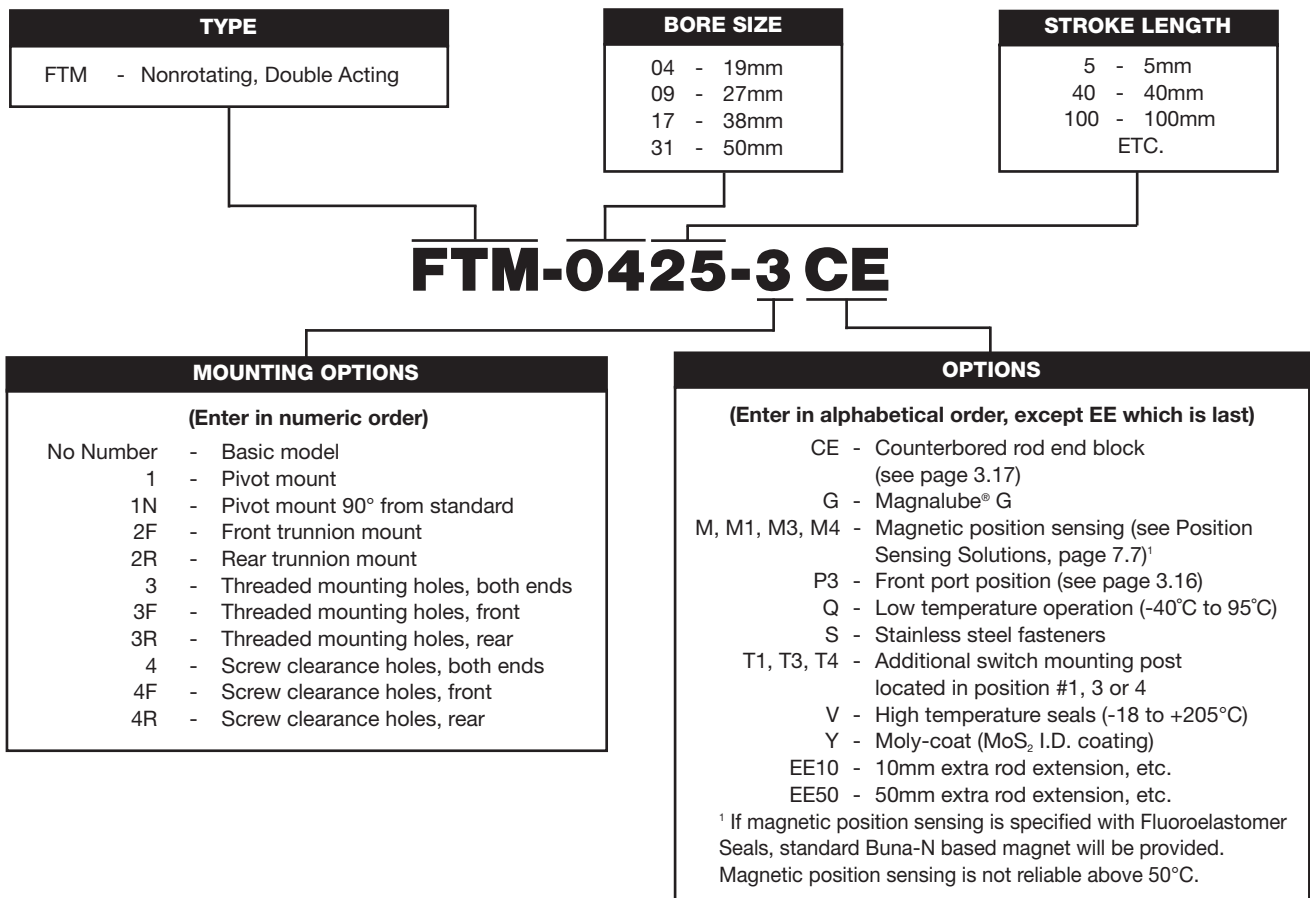 TYPE
FTM - Nonrotating, Double Acting
BORE SIZE
04 - 19mm
09 - 27mm
17 - 38mm
31 - 50mm
STROKE LENGTH
5 - 5mm
40 - 40mm
100 - 100mm
ETC.
FTM-0425-3 CE
MOUNTING OPTIONS
(Enter in numeric order)
No Number - Basic model
1 - Pivot mount
1N - Pivot mount 90° from standard
2F - Front trunnion mount
2R - Rear trunnion mount
3 - Threaded mounting holes, both ends
3F - Threaded mounting holes, front
3R - Threaded mounting holes, rear
4 - Screw clearance holes, both ends
4F - Screw clearance holes, front
4R - Screw clearance holes, rear
OPTIONS
(Enter in alphabetical order, except EE which is last)
CE - Counterbored rod end block
(see page 3.17)
G - Magnalube® G
M, M1, M3, M4 - Magnetic position sensing (see Position
Sensing Solutions, page 7.7)¹
P3 - Front port position (see page 3.16)
Q - Low temperature operation (-40˚C to 95˚C)
S - Stainless steel fasteners
T1, T3, T4 - Additional switch mounting post
located in position #1, 3 or 4
V - High temperature seals (-18 to +205°C)
Y - Moly-coat (MoS₂ I.D. coating)
EE10 - 10mm extra rod extension, etc.
EE50 - 50mm extra rod extension, etc.
¹ If magnetic position sensing is specified with Fluoroelastomer
Seals, standard Buna-N based magnet will be provided.
Magnetic position sensing is not reliable above 50°C.